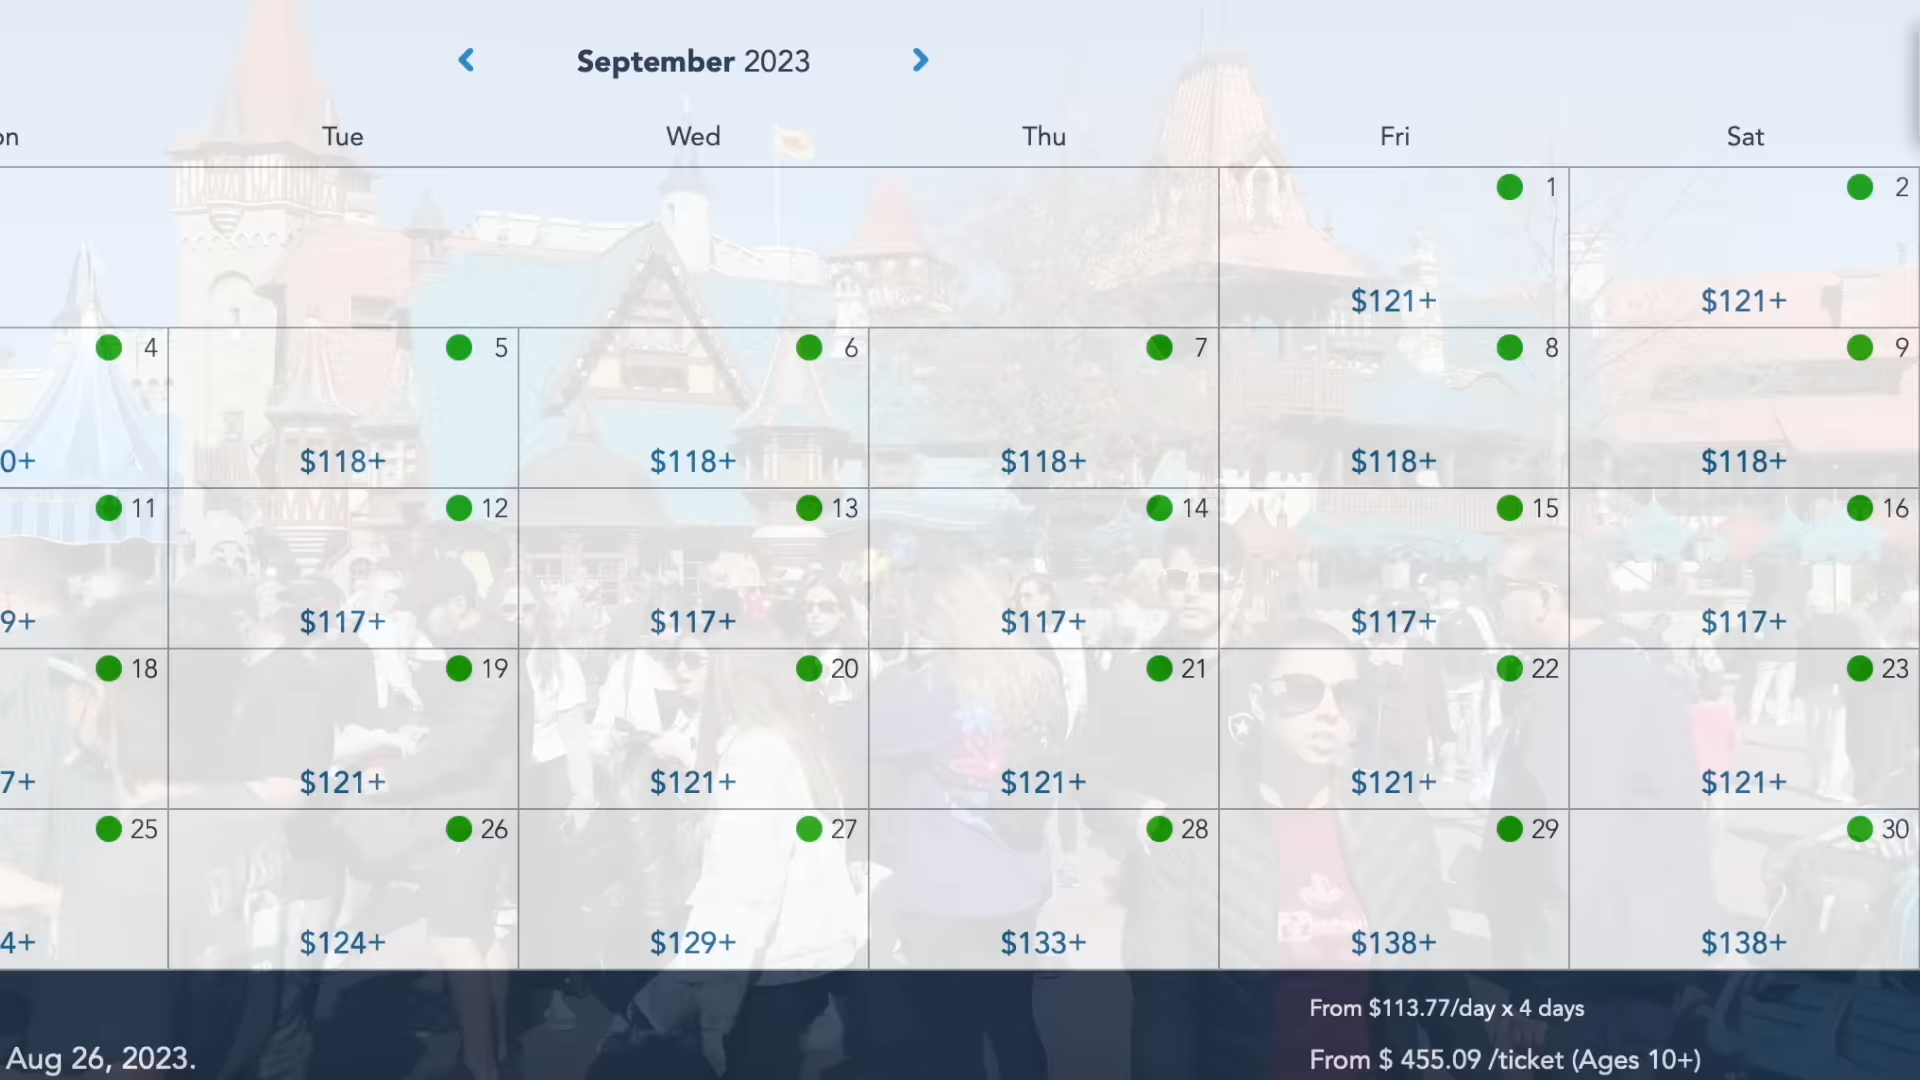 September 2023
on Tue Wed Thu Fri Sat
1 2
$121+ $121+
4 5 6 7 8 9
0+ $118+ $118+ $118+ $118+ $118+
11 12 13 14 15 16
9+ $117+ $117+ $117+ $117+ $117+
18 19 20 21 22 23
7+ $121+ $121+ $121+ $121+ $121+
25 26 27 28 29 30
4+ $124+ $129+ $133+ $138+ $138+
From $113.77/day x 4 days
Aug 26, 2023.
From $ 455.09 /ticket (Ages 10+)